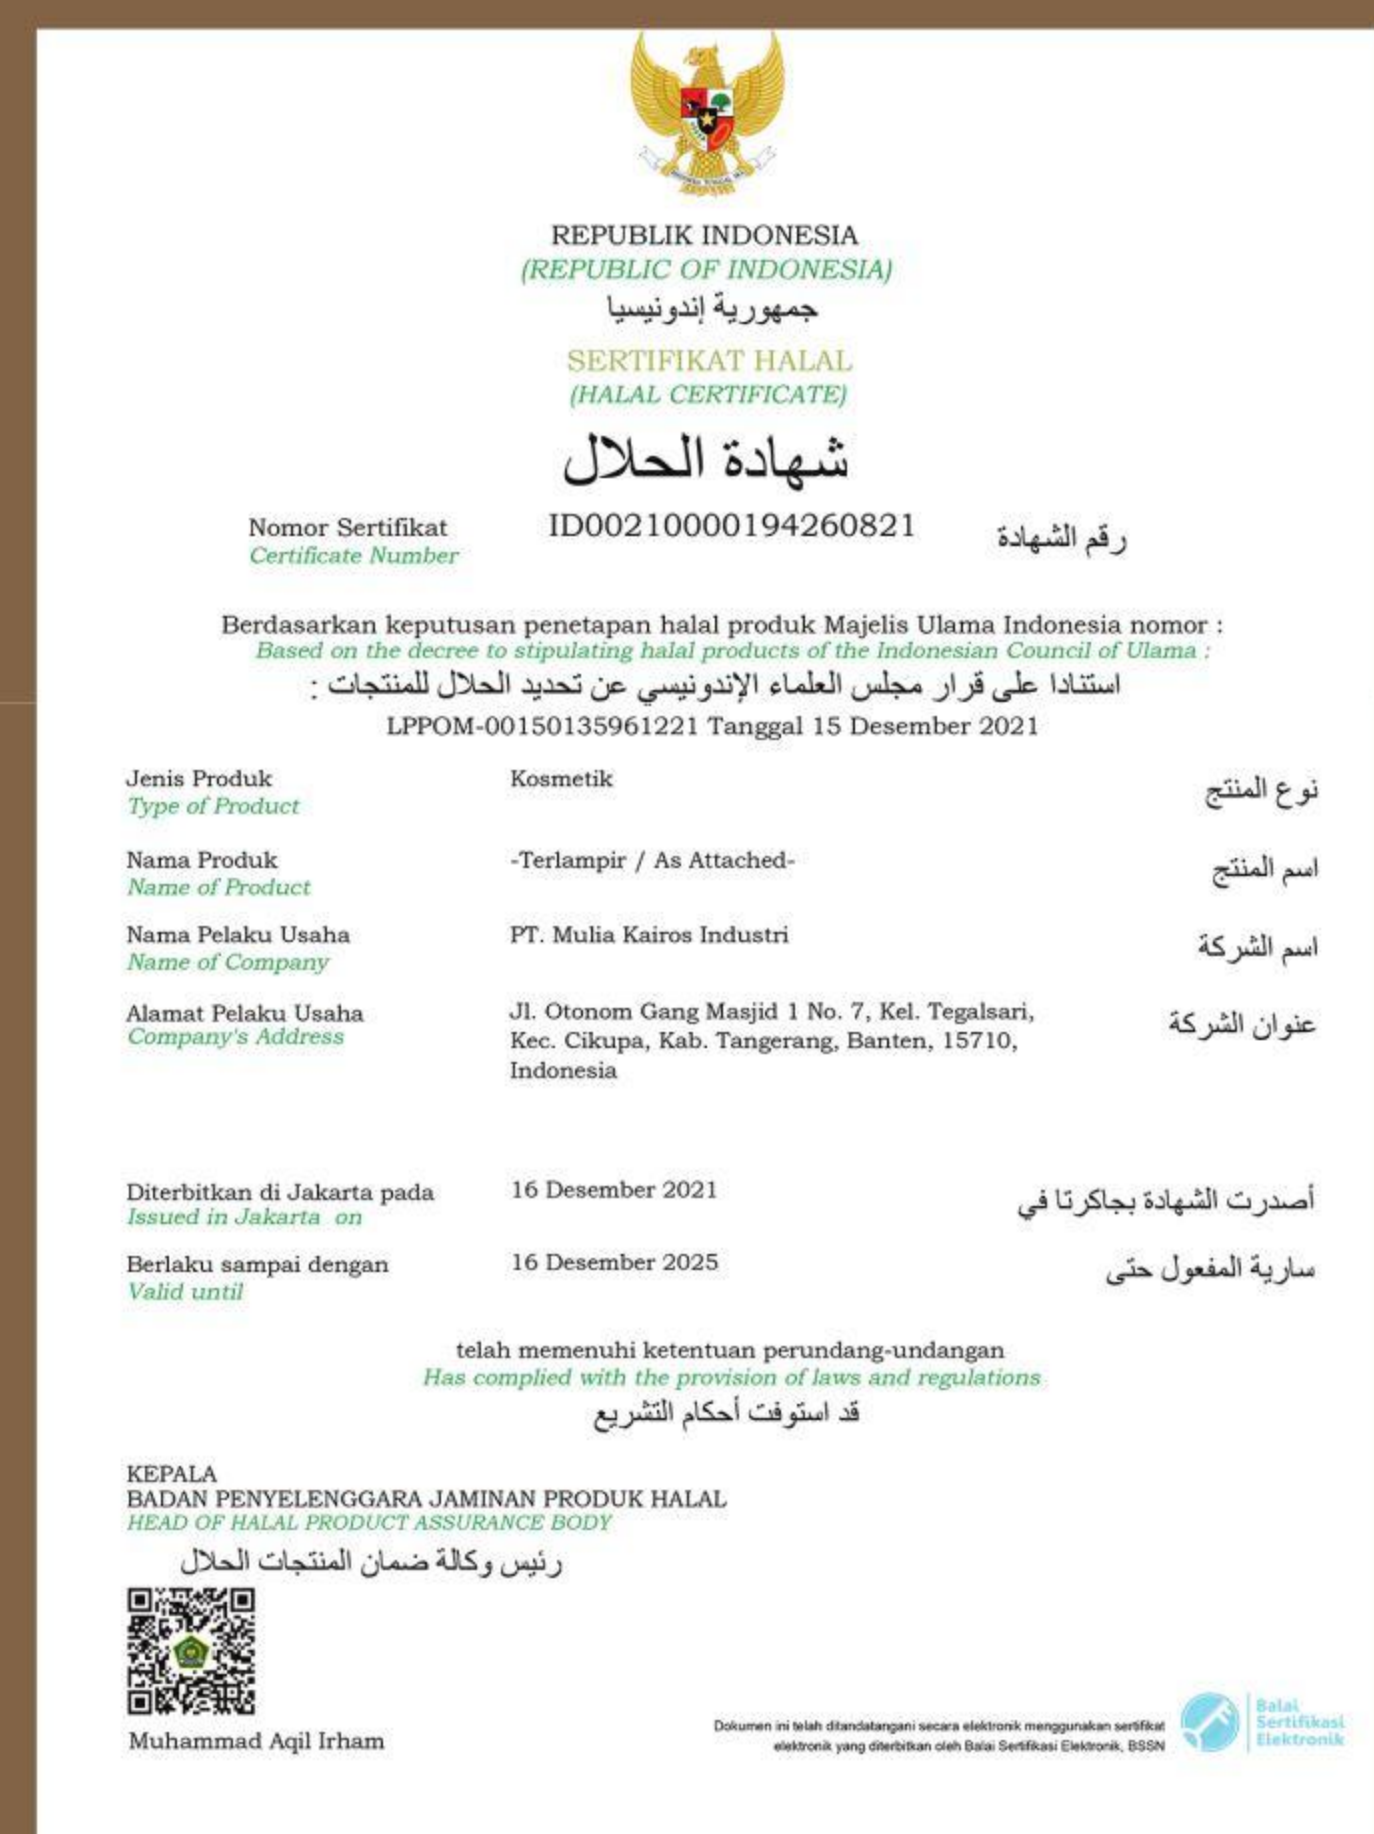 REPUBLIK INDONESIA
(REPUBLIC OF INDONESIA)
جمهورية إندونيسيا
SERTIFIKAT HALAL
(HALAL CERTIFICATE)
شهادة الحلال
Nomor Sertifikat ID00210000194260821 رقم الشهادة
Certificate Number
Berdasarkan keputusan penetapan halal produk Majelis Ulama Indonesia nomor :
Based on the decree to stipulating halal products of the Indonesian Council of Ulama :
استنادا على قرار مجلس العلماء الإندونيسي عن تحديد الحلال للمنتجات :
LPPOM-00150135961221 Tanggal 15 Desember 2021
Jenis Produk Kosmetik نوع المنتج
Type of Product
Nama Produk -Terlampir / As Attached- اسم المنتج
Name of Product
Nama Pelaku Usaha PT. Mulia Kairos Industri اسم الشركة
Name of Company
Alamat Pelaku Usaha Jl. Otonom Gang Masjid 1 No. 7, Kel. Tegalsari, عنوان الشركة
Company's Address Kec. Cikupa, Kab. Tangerang, Banten, 15710,
Indonesia
Diterbitkan di Jakarta pada 16 Desember 2021 أصدرت الشهادة بجاكرتا في
Issued in Jakarta on
Berlaku sampai dengan 16 Desember 2025 سارية المفعول حتى
Valid until
telah memenuhi ketentuan perundang-undangan
Has complied with the provision of laws and regulations
قد استوفت أحكام التشريع
KEPALA
BADAN PENYELENGGARA JAMINAN PRODUK HALAL
HEAD OF HALAL PRODUCT ASSURANCE BODY
رئيس وكالة ضمان المنتجات الحلال
Muhammad Aqil Irham
Dokumen ini telah ditandatangani secara elektronik menggunakan sertifikat
elektronik yang diterbitkan oleh Balai Sertifikasi Elektronik, BSSN
Balai
Sertifikasi
Elektronik